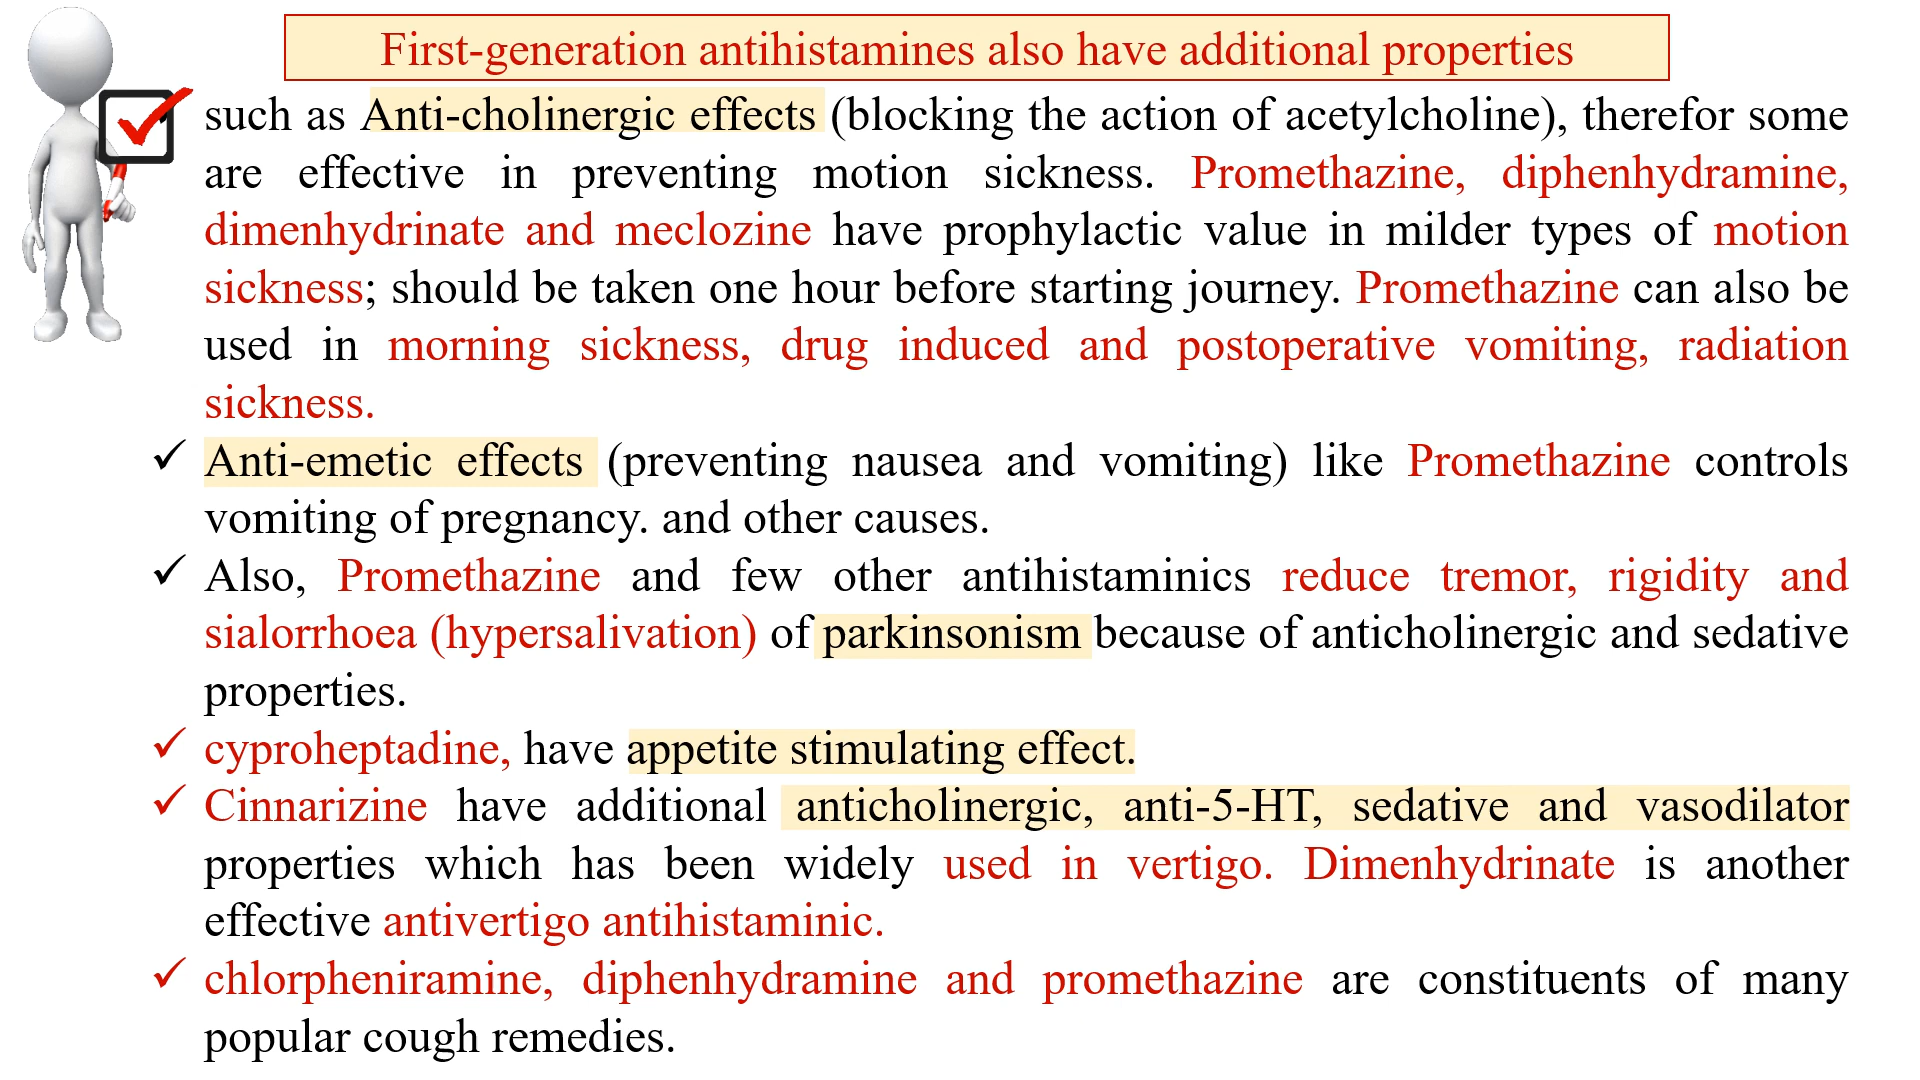 First-generation antihistamines also have additional properties
such as Anti-cholinergic effects (blocking the action of acetylcholine), therefor some
are effective in preventing motion sickness. Promethazine, diphenhydramine,
dimenhydrinate and meclozine have prophylactic value in milder types of motion
sickness; should be taken one hour before starting journey. Promethazine can also be
used in morning sickness, drug induced and postoperative vomiting, radiation
sickness.
✓ Anti-emetic effects (preventing nausea and vomiting) like Promethazine controls
vomiting of pregnancy. and other causes.
✓ Also, Promethazine and few other antihistaminics reduce tremor, rigidity and
sialorrhoea (hypersalivation) of parkinsonism because of anticholinergic and sedative
properties.
✓ cyproheptadine, have appetite stimulating effect.
✓ Cinnarizine have additional anticholinergic, anti-5-HT, sedative and vasodilator
properties which has been widely used in vertigo. Dimenhydrinate is another
effective antivertigo antihistaminic.
✓ chlorpheniramine, diphenhydramine and promethazine are constituents of many
popular cough remedies.